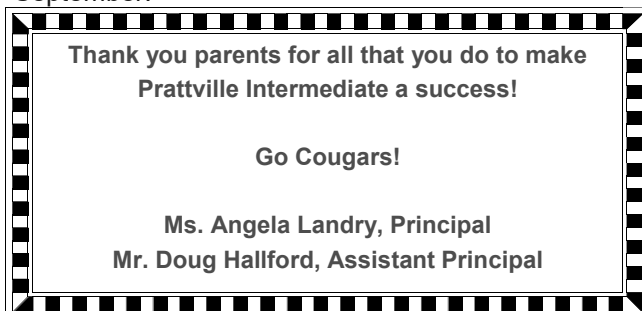 September.
Thank you parents for all that you do to make
Prattville Intermediate a success!
Go Cougars!
Ms. Angela Landry, Principal
Mr. Doug Hallford, Assistant Principal